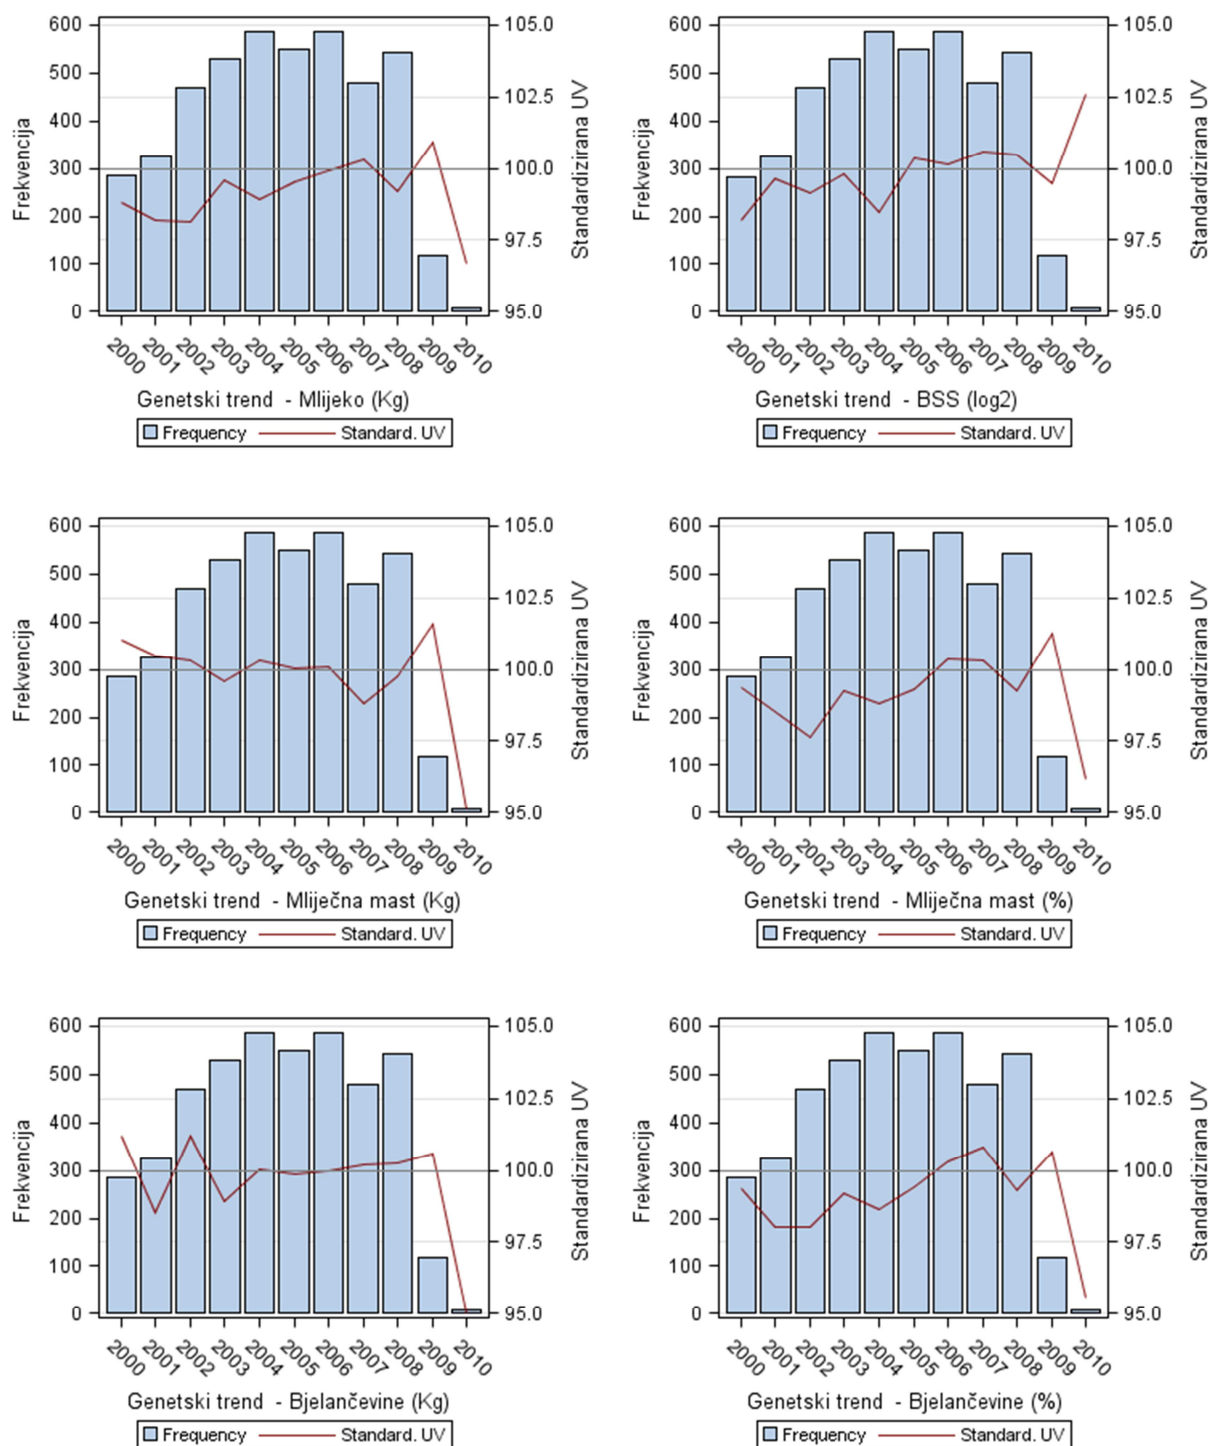 600
500
400
300
200
100
0
Frekvencija
105.0
102.5
100.0
97.5
95.0
Standardizirana UV
2000 2001 2002 2003 2004 2005 2006 2007 2008 2009 2010
Genetski trend - Mlijeko (Kg)
Frequency Standard. UV
600
500
400
300
200
100
0
Frekvencija
105.0
102.5
100.0
97.5
95.0
Standardizirana UV
2000 2001 2002 2003 2004 2005 2006 2007 2008 2009 2010
Genetski trend - BSS (log2)
Frequency Standard. UV
600
500
400
300
200
100
0
Frekvencija
105.0
102.5
100.0
97.5
95.0
Standardizirana UV
2000 2001 2002 2003 2004 2005 2006 2007 2008 2009 2010
Genetski trend - Mliječna mast (Kg)
Frequency Standard. UV
600
500
400
300
200
100
0
Frekvencija
105.0
102.5
100.0
97.5
95.0
Standardizirana UV
2000 2001 2002 2003 2004 2005 2006 2007 2008 2009 2010
Genetski trend - Mliječna mast (%)
Frequency Standard. UV
600
500
400
300
200
100
0
Frekvencija
105.0
102.5
100.0
97.5
95.0
Standardizirana UV
2000 2001 2002 2003 2004 2005 2006 2007 2008 2009 2010
Genetski trend - Bjelančevine (Kg)
Frequency Standard. UV
600
500
400
300
200
100
0
Frekvencija
105.0
102.5
100.0
97.5
95.0
Standardizirana UV
2000 2001 2002 2003 2004 2005 2006 2007 2008 2009 2010
Genetski trend - Bjelančevine (%)
Frequency Standard. UV